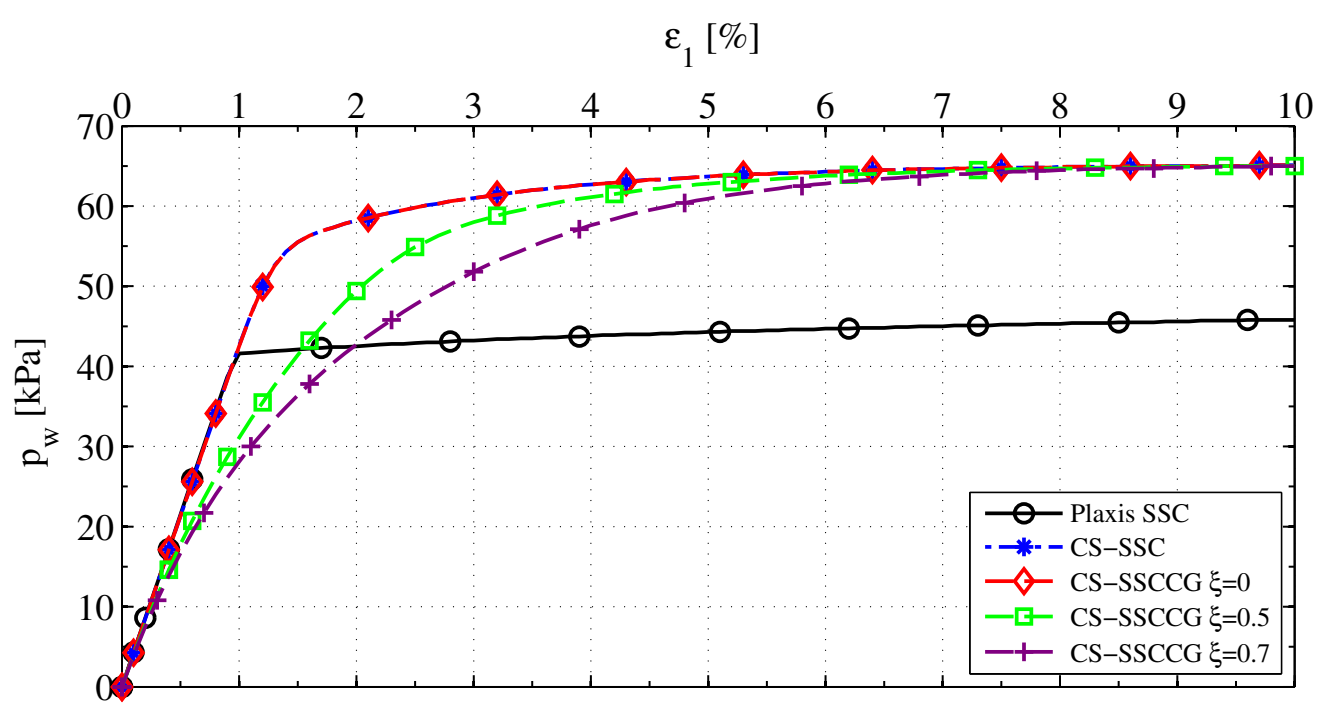 ε₁ [%]
0 1 2 3 4 5 6 7 8 9 10
70
60
50
40
30
20
10
0
p_w [kPa]
Plaxis SSC
CS−SSC
CS−SSCCG ξ=0
CS−SSCCG ξ=0.5
CS−SSCCG ξ=0.7